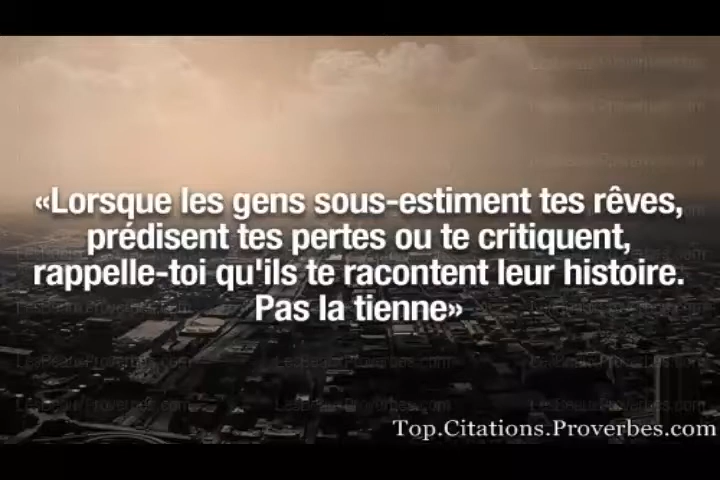 «Lorsque les gens sous-estiment tes rêves,
prédisent tes pertes ou te critiquent,
rappelle-toi qu'ils te racontent leur histoire.
Pas la tienne»
Top.Citations.Proverbes.com